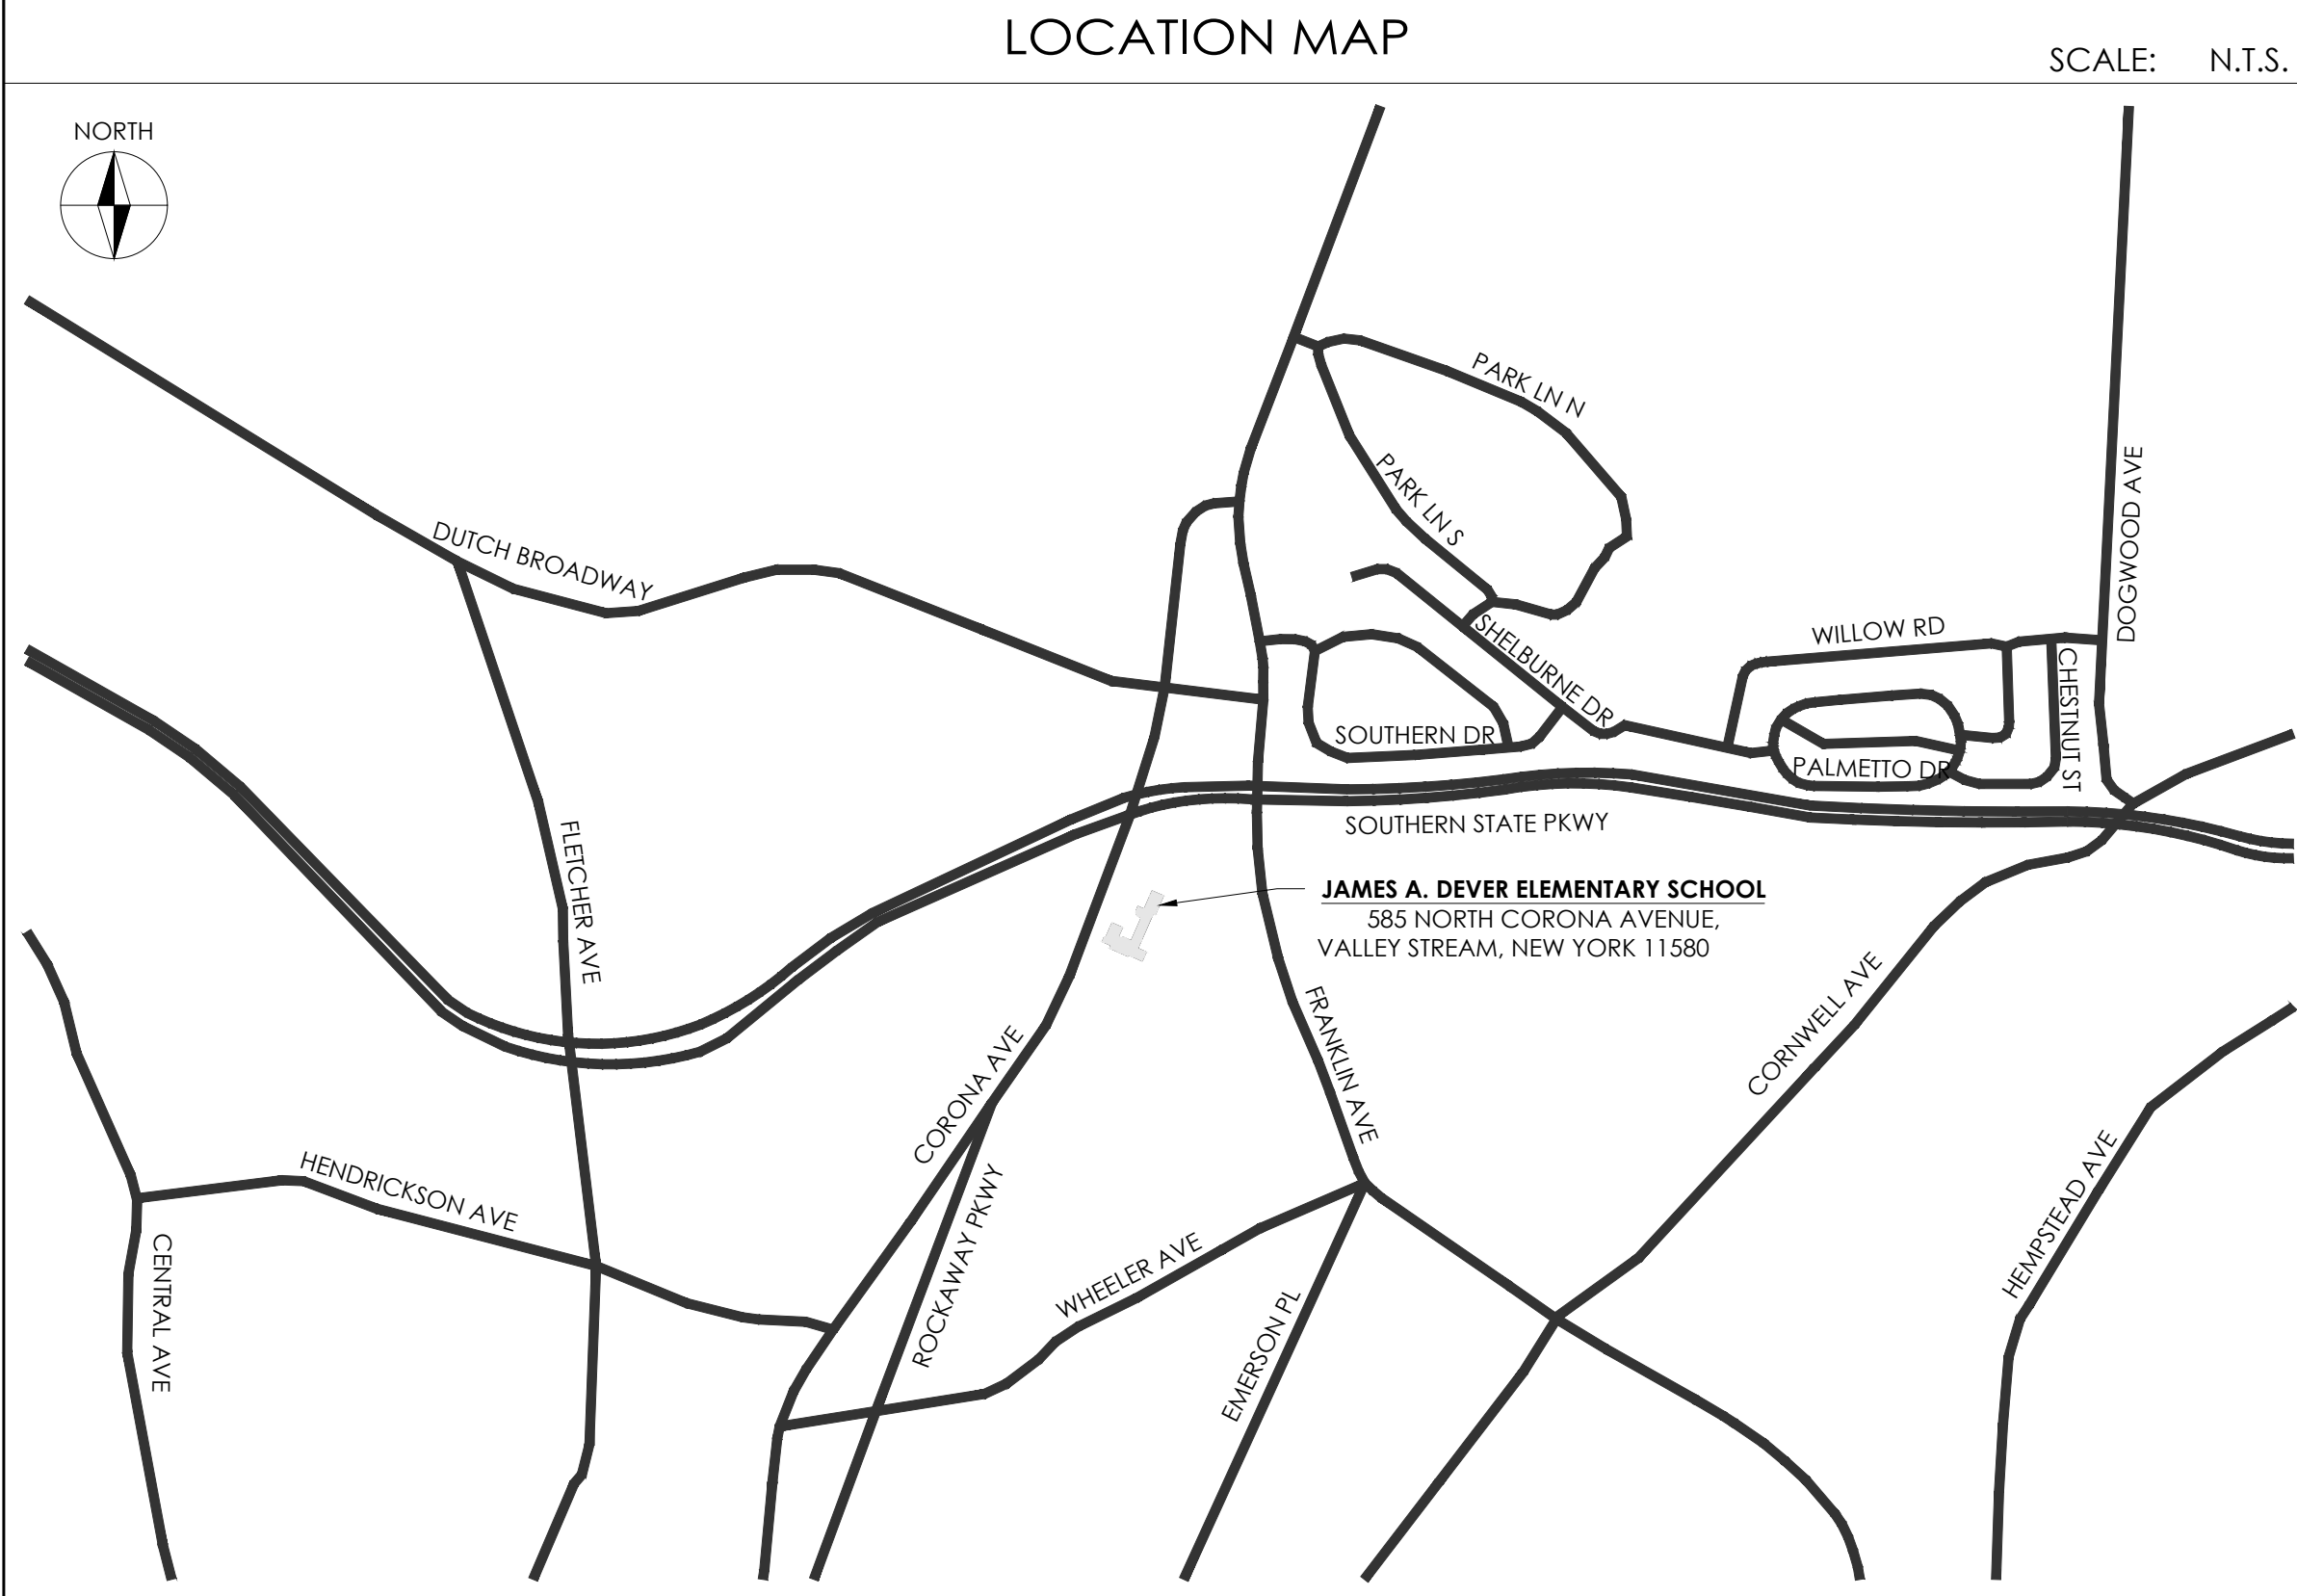 LOCATION MAP
SCALE: N.T.S.
NORTH
PARK LN N
PARK LN S
DOGWOOD AVE
DUTCH BROADWAY
SHELBURNE DR
WILLOW RD
CHESTNUT ST
SOUTHERN DR
PALMETTO DR
SOUTHERN STATE PKWY
FLETCHER AVE
JAMES A. DEVER ELEMENTARY SCHOOL
585 NORTH CORONA AVENUE,
VALLEY STREAM, NEW YORK 11580
CORONA AVE
FRANKLIN AVE
CORNWELL AVE
HENDRICKSON AVE
CENTRAL AVE
ROCKAWAY PKWY
WHEELER AVE
EMERSON PL
HEMPSTEAD AVE